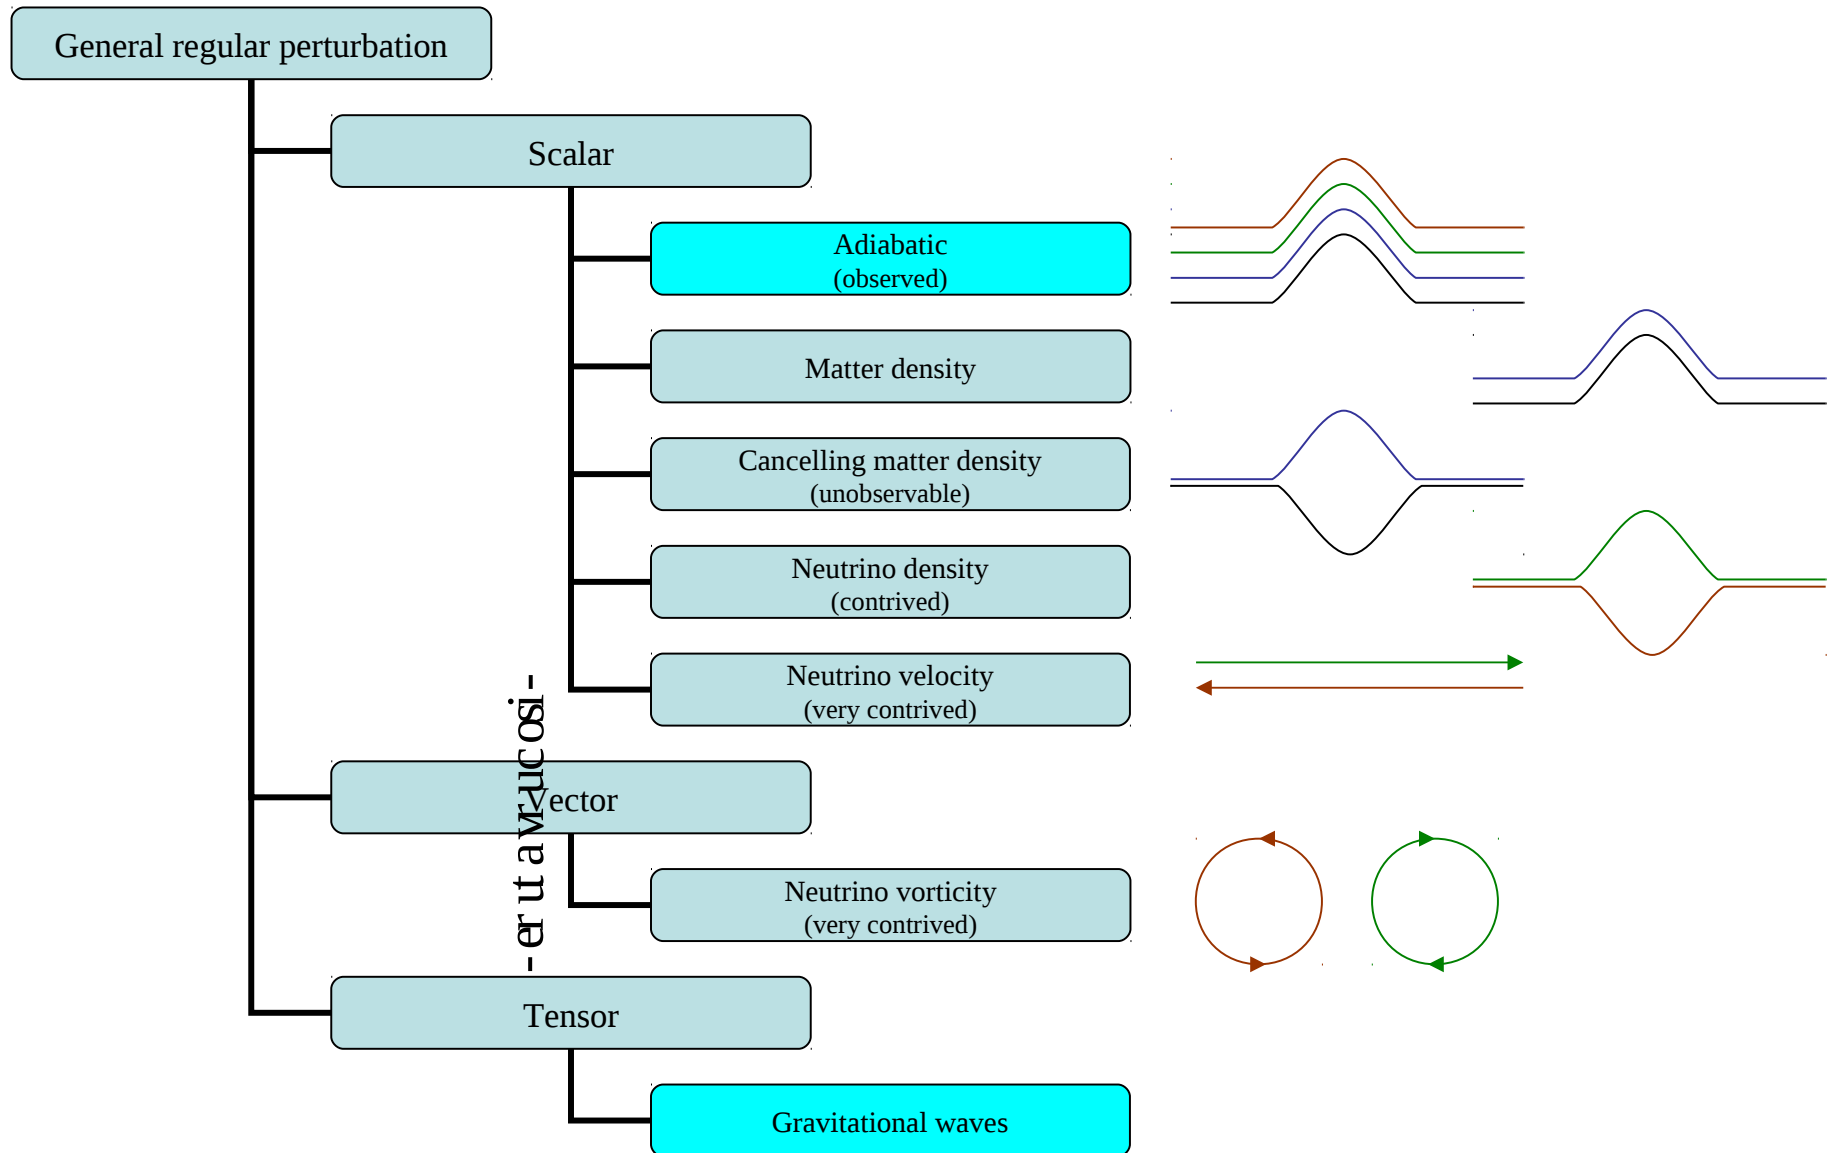 General regular perturbation
Scalar
Adiabatic
(observed)
Matter density
Cancelling matter density
(unobservable)
Neutrino density
(contrived)
Neutrino velocity
(very contrived)
Vector
Neutrino vorticity
(very contrived)
Tensor
Gravitational waves